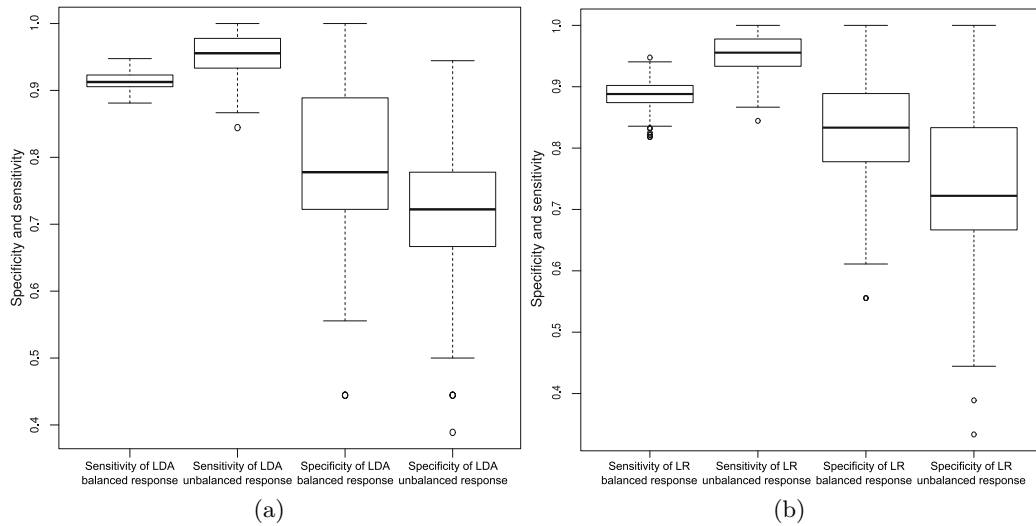 Specificity and sensitivity
1.0
0.9
0.8
0.7
0.6
0.5
0.4
Sensitivity of LDA
balanced response
Sensitivity of LDA
unbalanced response
Specificity of LDA
balanced response
Specificity of LDA
unbalanced response
(a)
Specificity and sensitivity
1.0
0.9
0.8
0.7
0.6
0.5
0.4
Sensitivity of LR
balanced response
Sensitivity of LR
unbalanced response
Specificity of LR
balanced response
Specificity of LR
unbalanced response
(b)